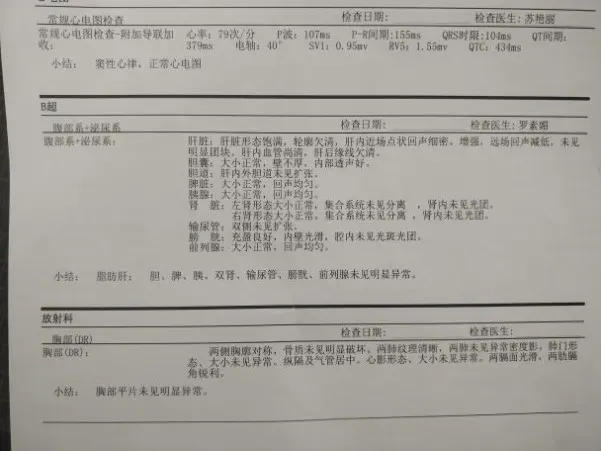 常规心电图检查 检查日期: 检查医生: 苏艳丽
常规心电图检查-附加导联加 心率: 79次/分 P波: 107ms P-R间期:155ms QRS时限:104ms QT间期:
收: 379ms 电轴: 40° SV1: 0.95mv RV5: 1.55mv QTC: 434ms
小结: 窦性心律, 正常心电图
B超
腹部系+泌尿系 检查日期: 检查医生: 罗素媚
腹部系+泌尿系: 肝脏: 肝脏形态饱满, 轮廓欠清, 肝内近场点状回声细密, 增强, 远场回声减低, 未见
明显团块, 肝内血管尚清, 肝后缘线欠清。
胆囊: 大小正常, 壁不厚, 内部透声好。
胆道: 肝内外胆道未见扩张。
脾脏: 大小正常, 回声均匀。
胰腺: 大小正常, 回声均匀。
肾 脏: 左肾形态大小正常, 集合系统未见分离 , 肾内未见光团。
右肾形态大小正常, 集合系统未见分离 , 肾内未见光团。
输尿管: 双侧未见扩张。
膀 胱: 充盈良好, 内壁光滑, 腔内未见光斑光团。
前列腺: 大小正常, 回声均匀。
小结: 脂肪肝; 胆、脾、胰、双肾、输尿管、膀胱、前列腺未见明显异常。
放射科
胸部(DR) 检查日期: 检查医生:
胸部(DR): 两侧胸廓对称, 骨质未见明显破坏。两肺纹理清晰, 两肺未见异常密度影, 肺门形
态、大小未见异常。纵隔及气管居中。心影形态、大小未见异常。两膈面光滑, 两肋膈
角锐利。
小结: 胸部平片未见明显异常。